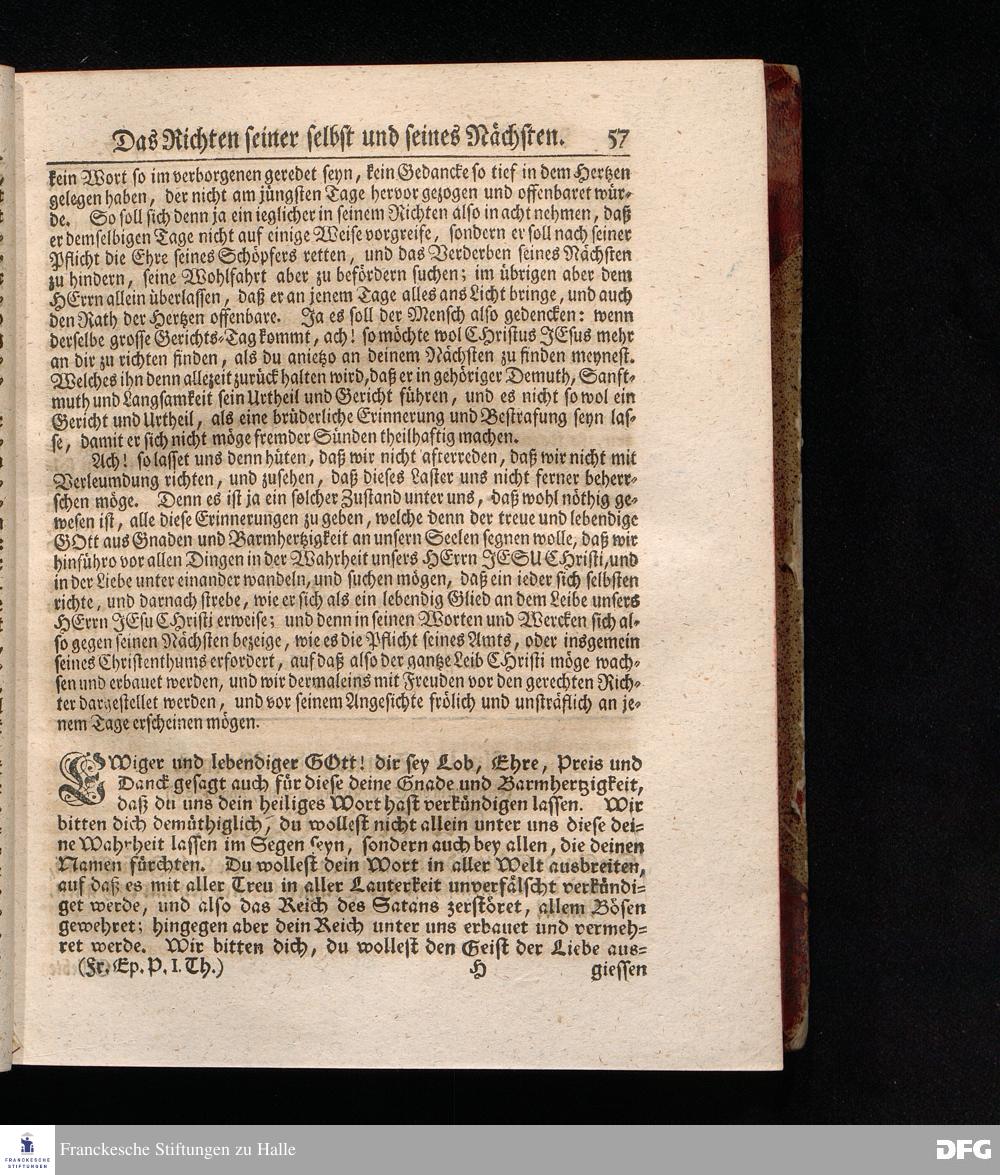 Das Richten seiner selbst und seines Nächsten. 57
kein Wort so im verborgenen geredet seyn, kein Gedancke so tief in dem Hertzen
gelegen haben, der nicht am jüngsten Tage hervor gezogen und offenbaret wür-
de. So soll sich denn ja ein ieglicher in seinem Richten also in acht nehmen, daß
er demselbigen Tage nicht auf einige Weise vorgreife, sondern er soll nach seiner
Pflicht die Ehre seines Schöpfers retten, und das Verderben seines Nächsten
zu hindern, seine Wohlfahrt aber zu befördern suchen; im übrigen aber dem
HErrn allein überlassen, daß er an jenem Tage alles ans Licht bringe, und auch
den Rath der Hertzen offenbare. Ja es soll der Mensch also gedencken: wenn
derselbe grosse Gerichts-Tag kommt, ach! so möchte wol CHristus JEsus mehr
an dir zu richten finden, als du anietzo an deinem Nächsten zu finden meynest.
Welches ihn denn allezeit zurück halten wird, daß er in gehöriger Demuth, Sanft-
muth und Langsamkeit sein Urtheil und Gericht führen, und es nicht so wol ein
Gericht und Urtheil, als eine brüderliche Erinnerung und Bestrafung seyn las-
se, damit er sich nicht möge fremder Sünden theilhaftig machen.
Ach! so lasset uns denn hüten, daß wir nicht afterreden, daß wir nicht mit
Verleumdung richten, und zusehen, daß dieses Laster uns nicht ferner beherr-
schen möge. Denn es ist ja ein solcher Zustand unter uns, daß wohl nöthig ge-
wesen ist, alle diese Erinnerungen zu geben, welche denn der treue und lebendige
GOtt aus Gnaden und Barmhertzigkeit an unsern Seelen segnen wolle, daß wir
hinführo vor allen Dingen in der Wahrheit unsers HErrn JESU CHristi, und
in der Liebe unter einander wandeln, und suchen mögen, daß ein ieder sich selbsten
richte, und darnach strebe, wie er sich als ein lebendig Glied an dem Leibe unsers
HErrn JEsu CHristi erweise; und denn in seinen Worten und Wercken sich al-
so gegen seinen Nächsten bezeige, wie es die Pflicht seines Amts, oder insgemein
seines Christenthums erfordert, auf daß also der gantze Leib CHristi möge wach-
sen und erbauet werden, und wir dermaleins mit Freuden vor den gerechten Rich-
ter dargestellet werden, und vor seinem Angesichte frölich und unsträflich an je-
nem Tage erscheinen mögen.
EWiger und lebendiger GOtt! dir sey Lob, Ehre, Preis und
Danck gesagt auch für diese deine Gnade und Barmhertzigkeit,
daß du uns dein heiliges Wort hast verkündigen lassen. Wir
bitten dich demüthiglich, du wollest nicht allein unter uns diese dei-
ne Wahrheit lassen im Segen seyn, sondern auch bey allen, die deinen
Namen fürchten. Du wollest dein Wort in aller Welt ausbreiten,
auf daß es mit aller Treu in aller Lauterkeit unverfälscht verkündi-
get werde, und also das Reich des Satans zerstöret, allem Bösen
gewehret; hingegen aber dein Reich unter uns erbauet und vermeh-
ret werde. Wir bitten dich, du wollest den Geist der Liebe aus-
(Fr. Ep. P. I. Th.) H giessen
FRANCKESCHE STIFTUNGEN Franckesche Stiftungen zu Halle DFG